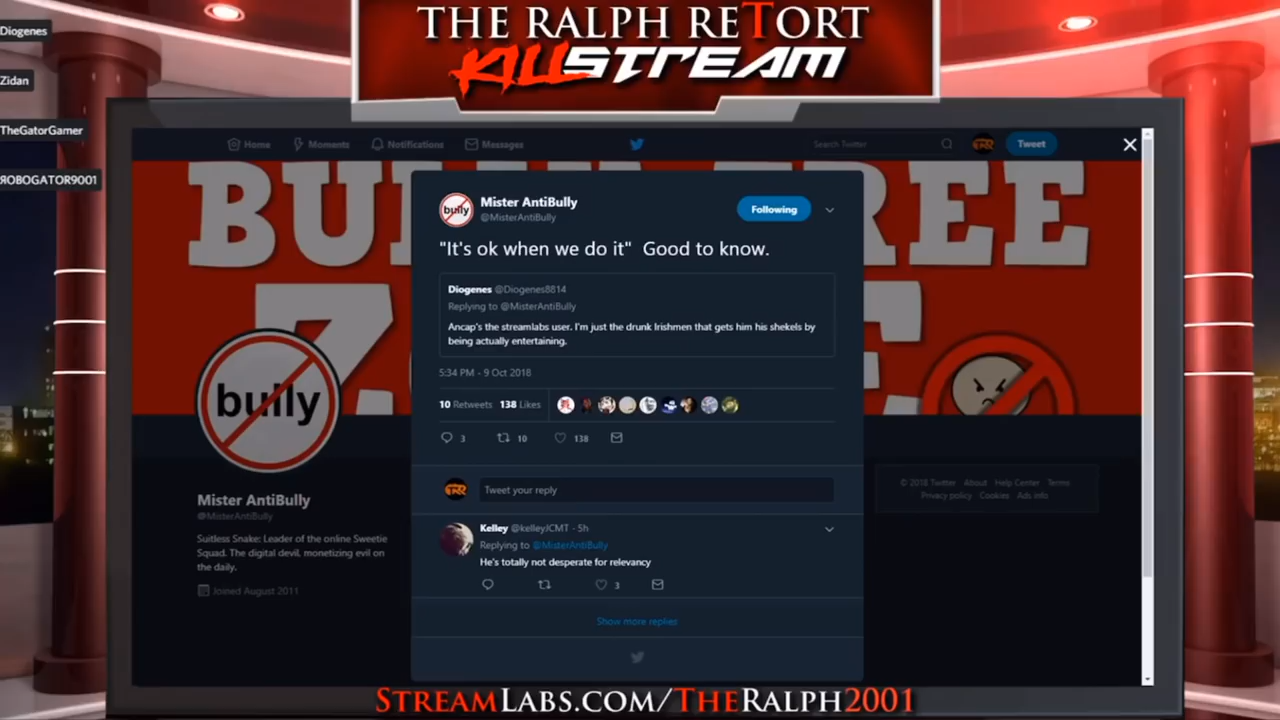 Diogenes
Zidan
TheGatorGamer
ROBOGATOR9001
THE RALPH RETORT
KILLSTREAM
Home Moments Notifications Messages Search Twitter Tweet
Mister AntiBully
@MisterAntiBully
Following
"It's ok when we do it" Good to know.
Diogenes @Diogenes8814
Replying to @MisterAntiBully
Ancap's the streamlabs user. I'm just the drunk Irishmen that gets him his shekels by
being actually entertaining.
5:34 PM - 9 Oct 2018
10 Retweets 138 Likes
3 10 138
Tweet your reply
Kelley @kelleyJCMT - 5h
Replying to @MisterAntiBully
He's totally not desperate for relevancy
3
Show more replies
bully
bully
Mister AntiBully
@MisterAntiBully
Suitless Snake: Leader of the online Sweetie
Squad. The digital devil, monetizing evil on
the daily.
Joined August 2011
© 2018 Twitter About Help Center Terms
Privacy policy Cookies Ads info
STREAMLABS.COM/THERALPH2001